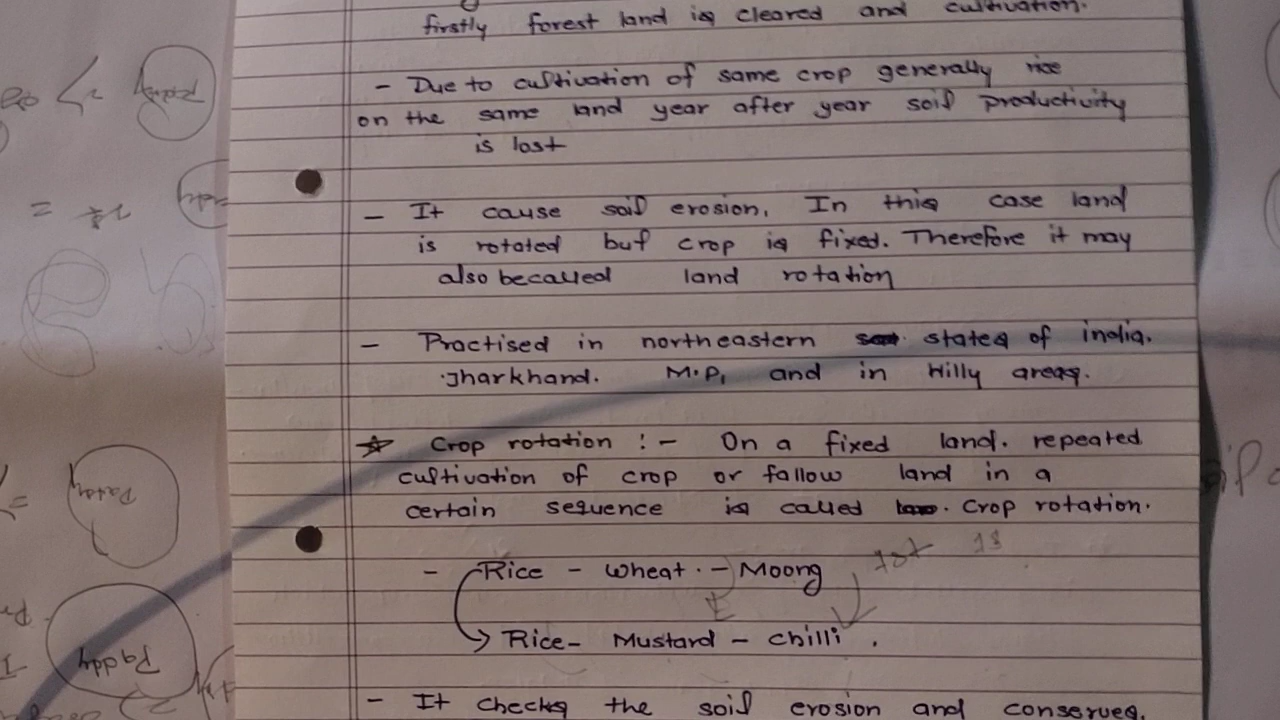 firstly forest land is cleared and cultivation.
- Due to cultivation of same crop generally rice
on the same land year after year soil productivity
is lost
- It cause soil erosion, In this case land
is rotated but crop is fixed. Therefore it may
also becalled land rotation
- Practised in northeastern states of india.
Jharkhand. M.P, and in Hilly areas.
☆ Crop rotation :- On a fixed land. repeated
cultivation of crop or fallow land in a
certain sequence is called Crop rotation.
- Rice - Wheat - Moong
Rice - Mustard - Chilli .
- It checks the soil erosion and conserves.
Paddy
Paddy
Paddy